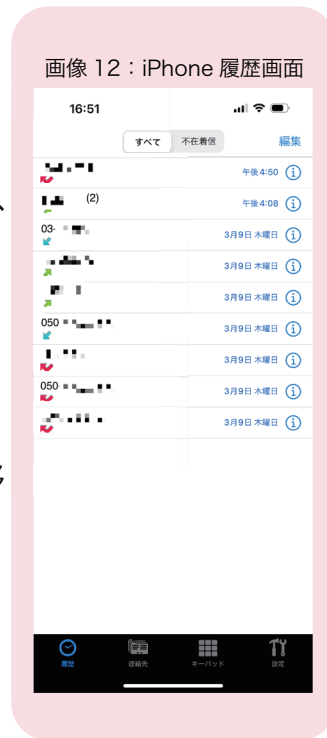 画像 12：iPhone 履歴画面
16:51
すべて 不在着信 編集
午後4:50
(2) 午後4:08
03- 3月9日 木曜日
3月9日 木曜日
3月9日 木曜日
050 3月9日 木曜日
3月9日 木曜日
050- 3月9日 木曜日
3月9日 木曜日
履歴 連絡先 キーパッド 設定